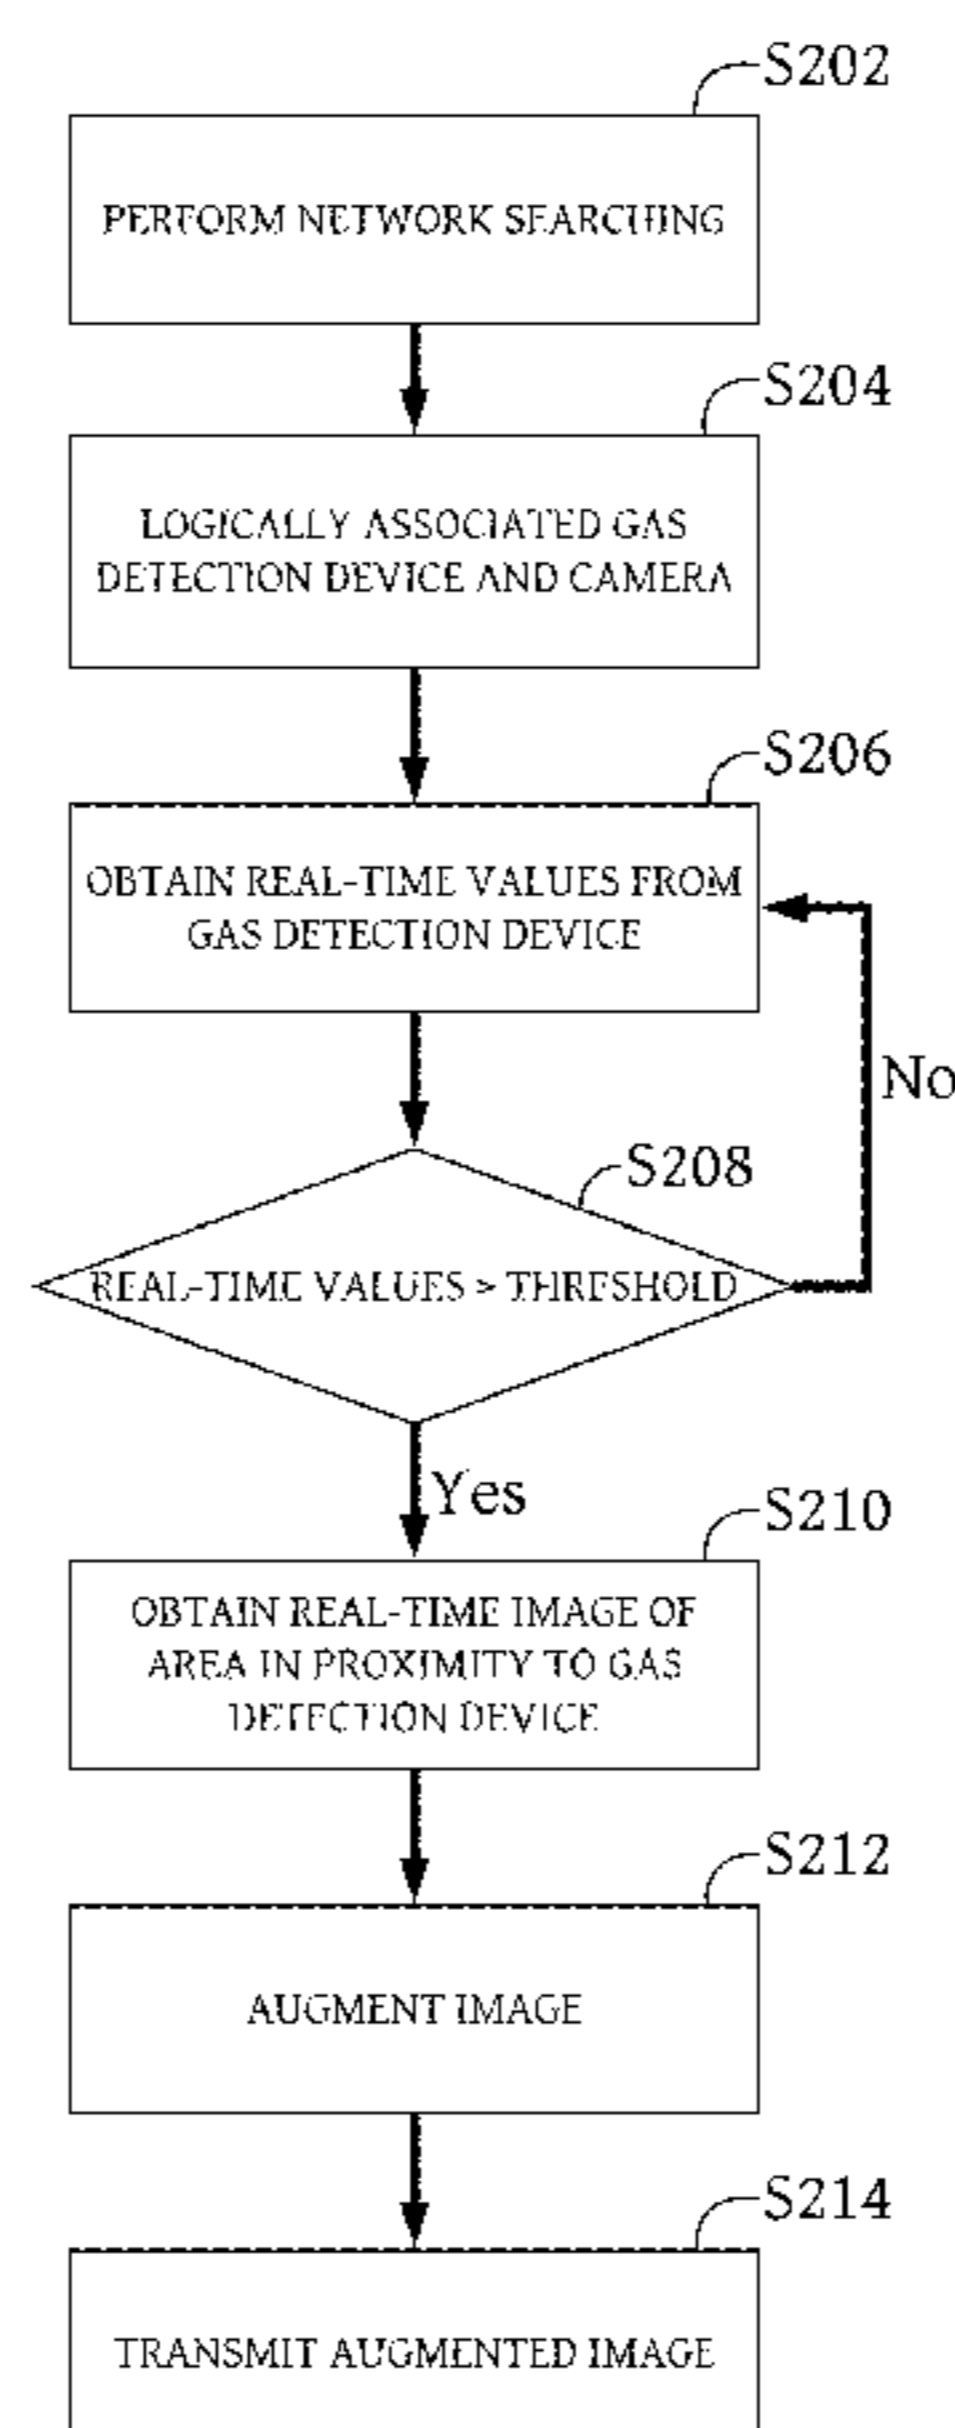 S202
PERFORM NETWORK SEARCHING
S204
LOGICALLY ASSOCIATED GAS
DETECTION DEVICE AND CAMERA
S206
OBTAIN REAL-TIME VALUES FROM
GAS DETECTION DEVICE
No
S208
REAL-TIME VALUES > THRESHOLD
Yes
S210
OBTAIN REAL-TIME IMAGE OF
AREA IN PROXIMITY TO GAS
DETECTION DEVICE
S212
AUGMENT IMAGE
S214
TRANSMIT AUGMENTED IMAGE